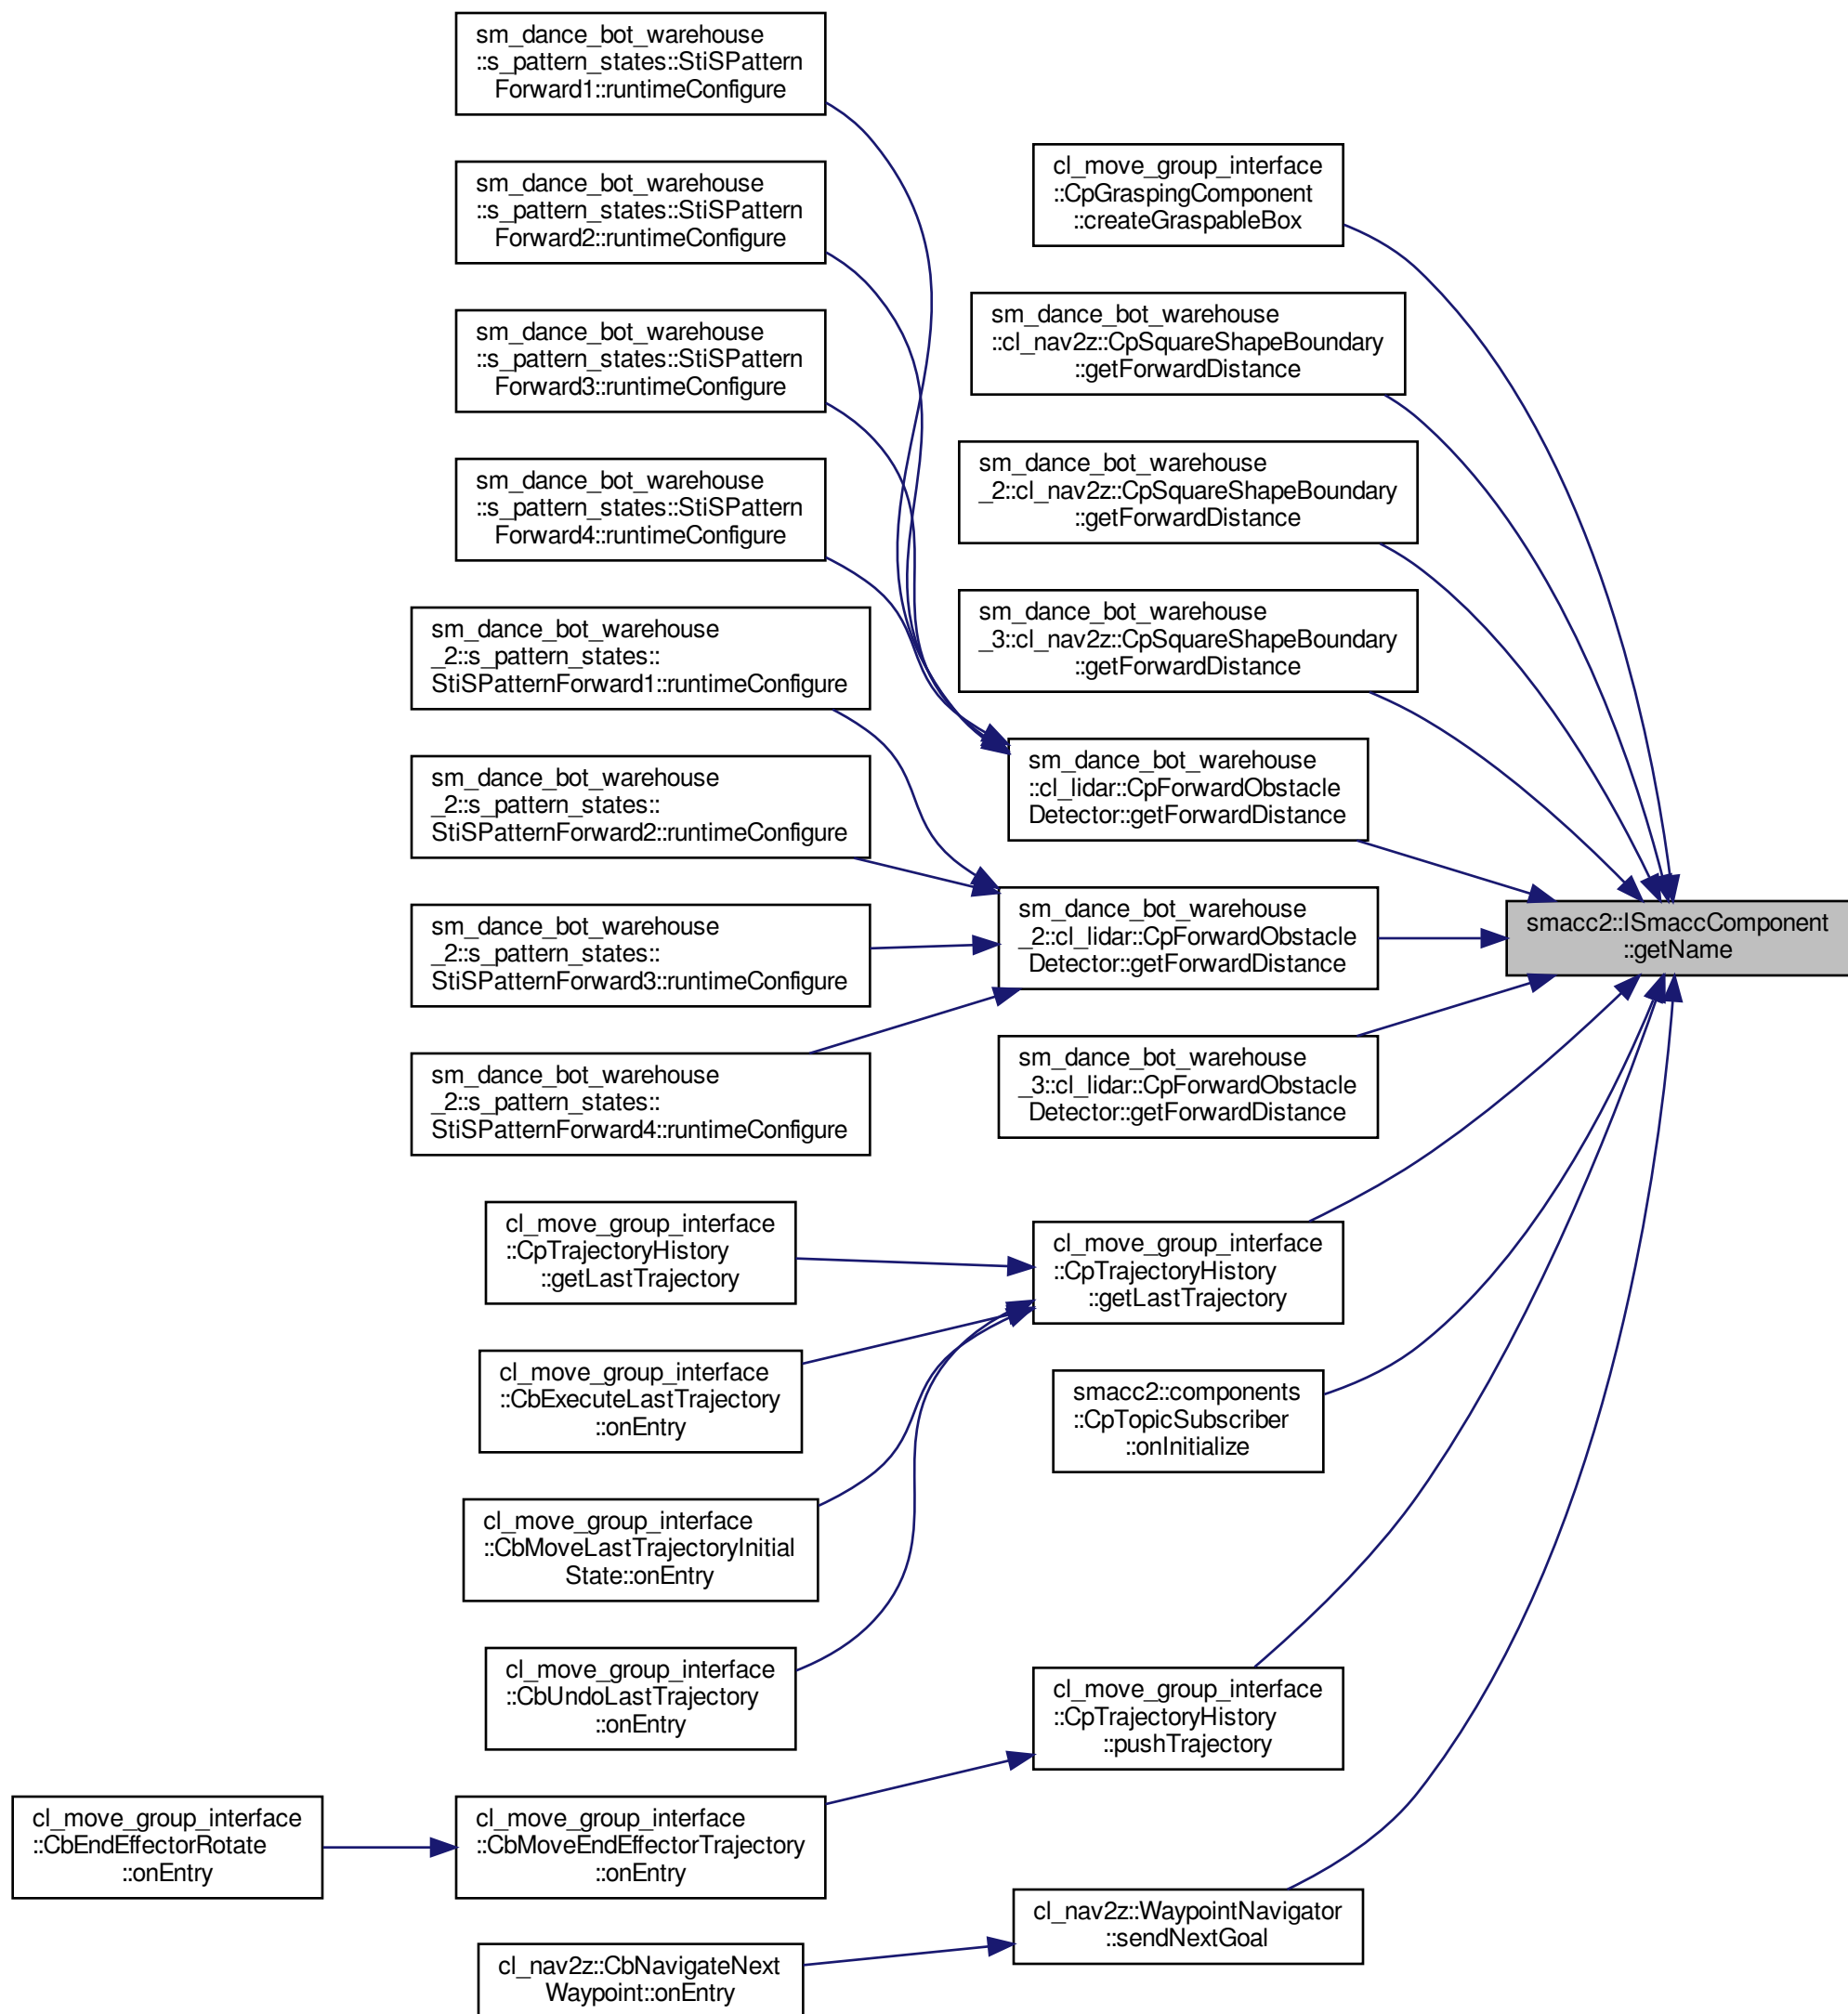 sm_dance_bot_warehouse
::s_pattern_states::StiSPattern
Forward1::runtimeConfigure
sm_dance_bot_warehouse
::s_pattern_states::StiSPattern
Forward2::runtimeConfigure
sm_dance_bot_warehouse
::s_pattern_states::StiSPattern
Forward3::runtimeConfigure
sm_dance_bot_warehouse
::s_pattern_states::StiSPattern
Forward4::runtimeConfigure
sm_dance_bot_warehouse
_2::s_pattern_states::
StiSPatternForward1::runtimeConfigure
sm_dance_bot_warehouse
_2::s_pattern_states::
StiSPatternForward2::runtimeConfigure
sm_dance_bot_warehouse
_2::s_pattern_states::
StiSPatternForward3::runtimeConfigure
sm_dance_bot_warehouse
_2::s_pattern_states::
StiSPatternForward4::runtimeConfigure
cl_move_group_interface
::CpTrajectoryHistory
::getLastTrajectory
cl_move_group_interface
::CbExecuteLastTrajectory
::onEntry
cl_move_group_interface
::CbMoveLastTrajectoryInitial
State::onEntry
cl_move_group_interface
::CbUndoLastTrajectory
::onEntry
cl_move_group_interface
::CbEndEffectorRotate
::onEntry
cl_move_group_interface
::CbMoveEndEffectorTrajectory
::onEntry
cl_nav2z::CbNavigateNext
Waypoint::onEntry
cl_move_group_interface
::CpGraspingComponent
::createGraspableBox
sm_dance_bot_warehouse
::cl_nav2z::CpSquareShapeBoundary
::getForwardDistance
sm_dance_bot_warehouse
_2::cl_nav2z::CpSquareShapeBoundary
::getForwardDistance
sm_dance_bot_warehouse
_3::cl_nav2z::CpSquareShapeBoundary
::getForwardDistance
sm_dance_bot_warehouse
::cl_lidar::CpForwardObstacle
Detector::getForwardDistance
sm_dance_bot_warehouse
_2::cl_lidar::CpForwardObstacle
Detector::getForwardDistance
sm_dance_bot_warehouse
_3::cl_lidar::CpForwardObstacle
Detector::getForwardDistance
cl_move_group_interface
::CpTrajectoryHistory
::getLastTrajectory
smacc2::components
::CpTopicSubscriber
::onInitialize
cl_move_group_interface
::CpTrajectoryHistory
::pushTrajectory
cl_nav2z::WaypointNavigator
::sendNextGoal
smacc2::ISmaccComponent
::getName